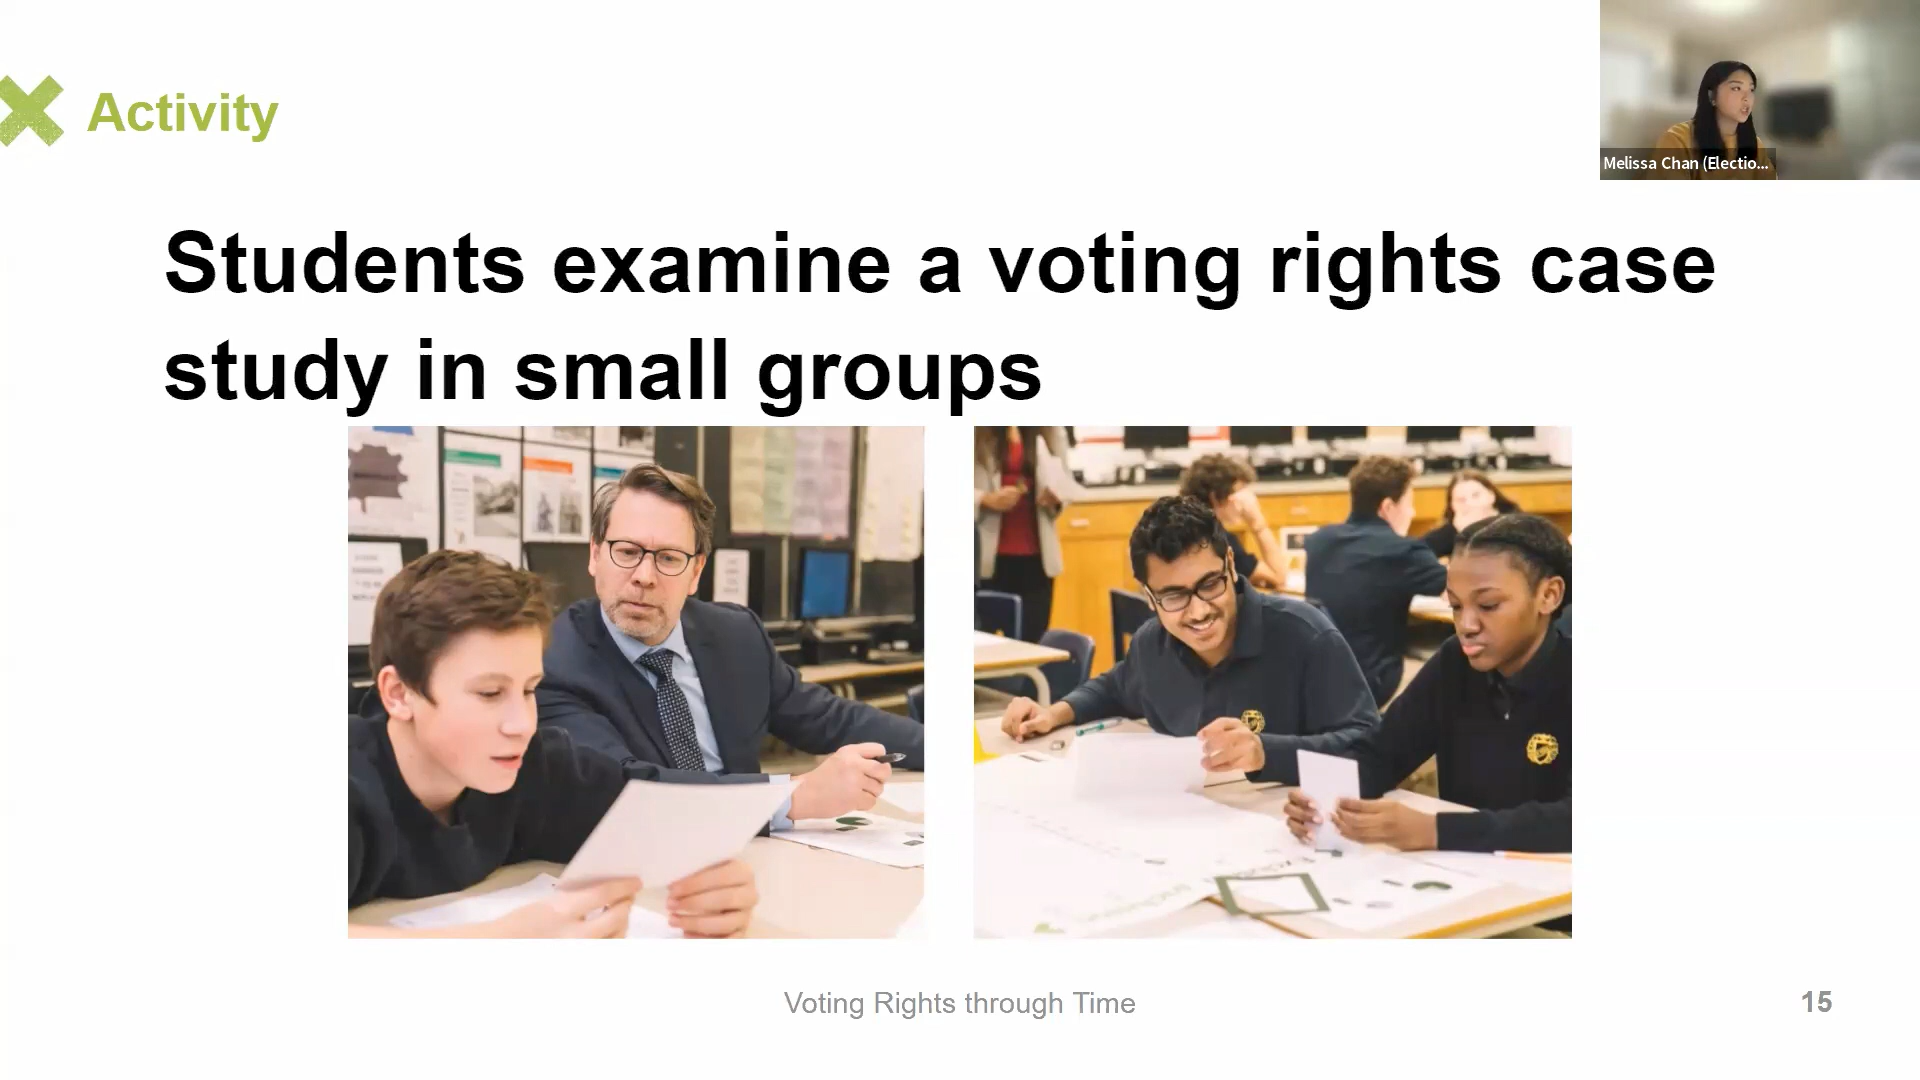 Activity
Melissa Chan (Electio...
Students examine a voting rights case
study in small groups
Voting Rights through Time
15